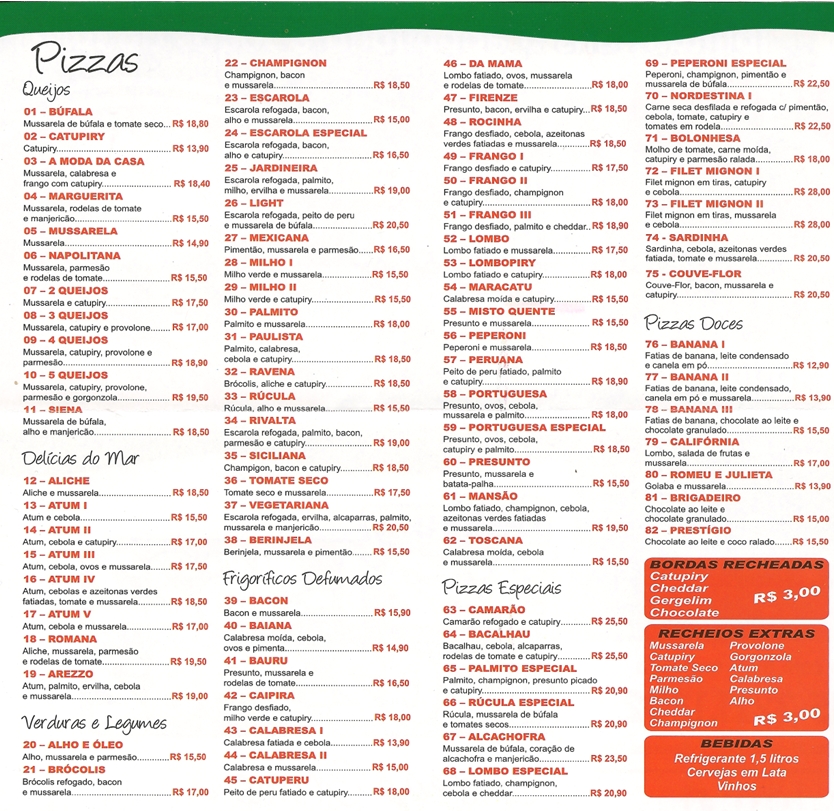 Pizzas
Queijos
01 – BÚFALA
Mussarela de búfala e tomate seco... R$ 18,80
02 – CATUPIRY
Catupiry.................................................R$ 13,90
03 – A MODA DA CASA
Mussarela, calabresa e
frango com catupiry............................ R$ 18,40
04 – MARGUERITA
Mussarela, rodelas de tomate
e manjericão.......................................R$ 15,50
05 – MUSSARELA
Mussarela............................................R$ 14,90
06 – NAPOLITANA
Mussarela, parmesão
e rodelas de tomate............................R$ 15,50
07 – 2 QUEIJOS
Mussarela e catupiry..........................R$ 17,50
08 – 3 QUEIJOS
Mussarela, catupiry e provolone.......R$ 17,00
09 – 4 QUEIJOS
Mussarela, catupiry, provolone e
parmesão............................................R$ 18,90
10 – 5 QUEIJOS
Mussarela, catupiry, provolone,
parmesão e gorgonzola.....................R$ 19,50
11 – SIENA
Mussarela de búfala,
alho e manjericão..............................R$ 18,50
Delícias do Mar
12 – ALICHE
Aliche e mussarela.............................R$ 18,50
13 – ATUM I
Atum e cebola....................................R$ 15,50
14 – ATUM II
Atum, cebola e catupiry.....................R$ 17,00
15 – ATUM III
Atum, cebola, ovos e mussarela........R$ 17,50
16 – ATUM IV
Atum, cebolas e azeitonas verdes
fatiadas, tomate e mussarela.............R$ 18,50
17 – ATUM V
Atum, cebola e mussarela.................R$ 17,00
18 – ROMANA
Aliche, mussarela, parmesão
e rodelas de tomate...........................R$ 19,50
19 – AREZZO
Atum, palmito, ervilha, cebola
e mussarela........................................R$ 19,00
Verduras e Legumes
20 – ALHO E ÓLEO
Alho, mussarela e parmesão..............R$ 15,50
21 – BRÓCOLIS
Brócolis refogado, bacon
e mussarela........................................R$ 17,00
22 – CHAMPIGNON
Champignon, bacon
e mussarela.........................................R$ 18,50
23 – ESCAROLA
Escarola refogada, bacon,
alho e mussarela................................R$ 15,00
24 – ESCAROLA ESPECIAL
Escarola refogada, bacon,
alho e catupiry....................................R$ 16,50
25 – JARDINEIRA
Escarola refogada, palmito,
milho, ervilha e mussarela.................R$ 19,00
26 – LIGHT
Escarola refogada, peito de peru
e mussarela de búfala........................R$ 20,50
27 – MEXICANA
Pimentão, mussarela e parmesão.....R$ 16,50
28 – MILHO I
Milho verde e mussarela....................R$ 15,50
29 – MILHO II
Milho verde e catupiry........................R$ 15,50
30 – PALMITO
Palmito e mussarela...........................R$ 18,00
31 – PAULISTA
Palmito, calabresa,
cebola e catupiry................................R$ 18,50
32 – RAVENA
Brócolis, aliche e catupiry..................R$ 18,50
33 – RÚCULA
Rúcula, alho e mussarela..................R$ 15,50
34 – RIVALTA
Escarola refogada, palmito, bacon,
parmesão e catupiry...........................R$ 19,00
35 – SICILIANA
Champigon, bacon e catupiry............R$ 18,50
36 – TOMATE SECO
Tomate seco e mussarela..................R$ 17,50
37 – VEGETARIANA
Escarola refogada, ervilha, alcaparras, palmito,
mussarela e manjericão.....................R$ 20,50
38 – BERINJELA
Berinjela, mussarela e pimentão.......R$ 15,50
Frigoríficos Defumados
39 – BACON
Bacon e mussarela.............................R$ 15,90
40 – BAIANA
Calabresa moída, cebola,
ovos e pimenta...................................R$ 14,90
41 – BAURU
Presunto, mussarela e
rodelas de tomate..............................R$ 16,50
42 – CAIPIRA
Frango desfiado,
milho verde e catupiry.......................R$ 18,00
43 – CALABRESA I
Calabresa fatiada e cebola................R$ 13,90
44 – CALABRESA II
Calabresa e mussarela......................R$ 15,00
45 – CATUPERU
Peito de peru fatiado e catupiry.........R$ 18,00
46 – DA MAMA
Lombo fatiado, ovos, mussarela
e rodelas de tomate...........................R$ 18,00
47 – FIRENZE
Presunto, bacon, ervilha e catupiry...R$ 18,50
48 – ROCINHA
Frango desfiado, cebola, azeitonas
verdes fatiadas e mussarela..............R$ 18,50
49 – FRANGO I
Frango desfiado e catupiry................R$ 17,50
50 – FRANGO II
Frango desfiado, champignon
e catupiry............................................R$ 18,00
51 – FRANGO III
Frango desfiado, palmito e cheddar..R$ 18,90
52 – LOMBO
Lombo fatiado e mussarela...............R$ 17,50
53 – LOMBOPIRY
Lombo fatiado e catupiry...................R$ 18,00
54 – MARACATU
Calabresa moída e catupiry..............R$ 15,50
55 – MISTO QUENTE
Presunto e mussarela........................R$ 15,50
56 – PEPERONI
Peperoni e mussarela........................R$ 18,50
57 – PERUANA
Peito de peru fatiado, palmito
e catupiry............................................R$ 18,90
58 – PORTUGUESA
Presunto, ovos, cebola,
mussarela e palmito...........................R$ 18,00
59 – PORTUGUESA ESPECIAL
Presunto, ovos, cebola,
catupiry e palmito...............................R$ 18,50
60 – PRESUNTO
Presunto, mussarela e
batata-palha.......................................R$ 15,50
61 – MANSÃO
Lombo fatiado, champignon, cebola,
azeitonas verdes fatiadas
e mussarela........................................R$ 19,50
62 – TOSCANA
Calabresa moída, cebola
e mussarela........................................R$ 15,50
Pizzas Especiais
63 – CAMARÃO
Camarão refogado e catupiry............R$ 25,50
64 – BACALHAU
Bacalhau, cebola, alcaparras,
rodelas de tomates e catupiry............R$ 25,50
65 – PALMITO ESPECIAL
Palmito, champignon, presunto picado
e catupiry............................................R$ 20,90
66 – RÚCULA ESPECIAL
Rúcula, mussarela de búfala
e tomates secos.................................R$ 20,90
67 – ALCACHOFRA
Mussarela de búfala, coração de
alcachofra e manjericão.....................R$ 23,50
68 – LOMBO ESPECIAL
Lombo fatiado, champignon,
cebola e cheddar................................R$ 20,90
69 – PEPERONI ESPECIAL
Peperoni, champignon, pimentão e
mussarela de búfala...........................R$ 22,50
70 – NORDESTINA I
Carne seca desfilada e refogada c/ pimentão,
cebola, tomate, catupiry e
tomates em rodela..............................R$ 22,50
71 – BOLONHESA
Molho de tomate, carne moída,
catupiry e parmesão ralada...............R$ 18,00
72 – FILET MIGNON I
Filet mignon em tiras, catupiry
e cebola..............................................R$ 28,00
73 – FILET MIGNON II
Filet mignon em tiras, mussarela
e cebola..............................................R$ 28,00
74 - SARDINHA
Sardinha, cebola, azeitonas verdes
fatiada, tomate e mussarela...............R$ 20,50
75 - COUVE-FLOR
Couve-Flor, bacon, mussarela e
catupiry...............................................R$ 20,50
Pizzas Doces
76 – BANANA I
Fatias de banana, leite condensado
e canela em pó...................................R$ 12,90
77 – BANANA II
Fatias de banana, leite condensado,
canela em pó e mussarela.................R$ 13,90
78 – BANANA III
Fatias de banana, chocolate ao leite e
chocolate granulado...........................R$ 15,50
79 – CALIFÓRNIA
Lombo, salada de frutas e
mussarela...........................................R$ 17,00
80 – ROMEU E JULIETA
Goiaba e mussarela...........................R$ 13,90
81 – BRIGADEIRO
Chocolate ao leite e
chocolate granulado...........................R$ 15,00
82 – PRESTÍGIO
Chocolate ao leite e coco ralado.......R$ 15,50
BORDAS RECHEADAS
Catupiry
Cheddar
Gergelim
Chocolate
R$ 3,00
RECHEIOS EXTRAS
Mussarela Provolone
Catupiry Gorgonzola
Tomate Seco Atum
Parmesão Calabresa
Milho Presunto
Bacon Alho
Cheddar
Champignon
R$ 3,00
BEBIDAS
Refrigerante 1,5 litros
Cervejas em Lata
Vinhos